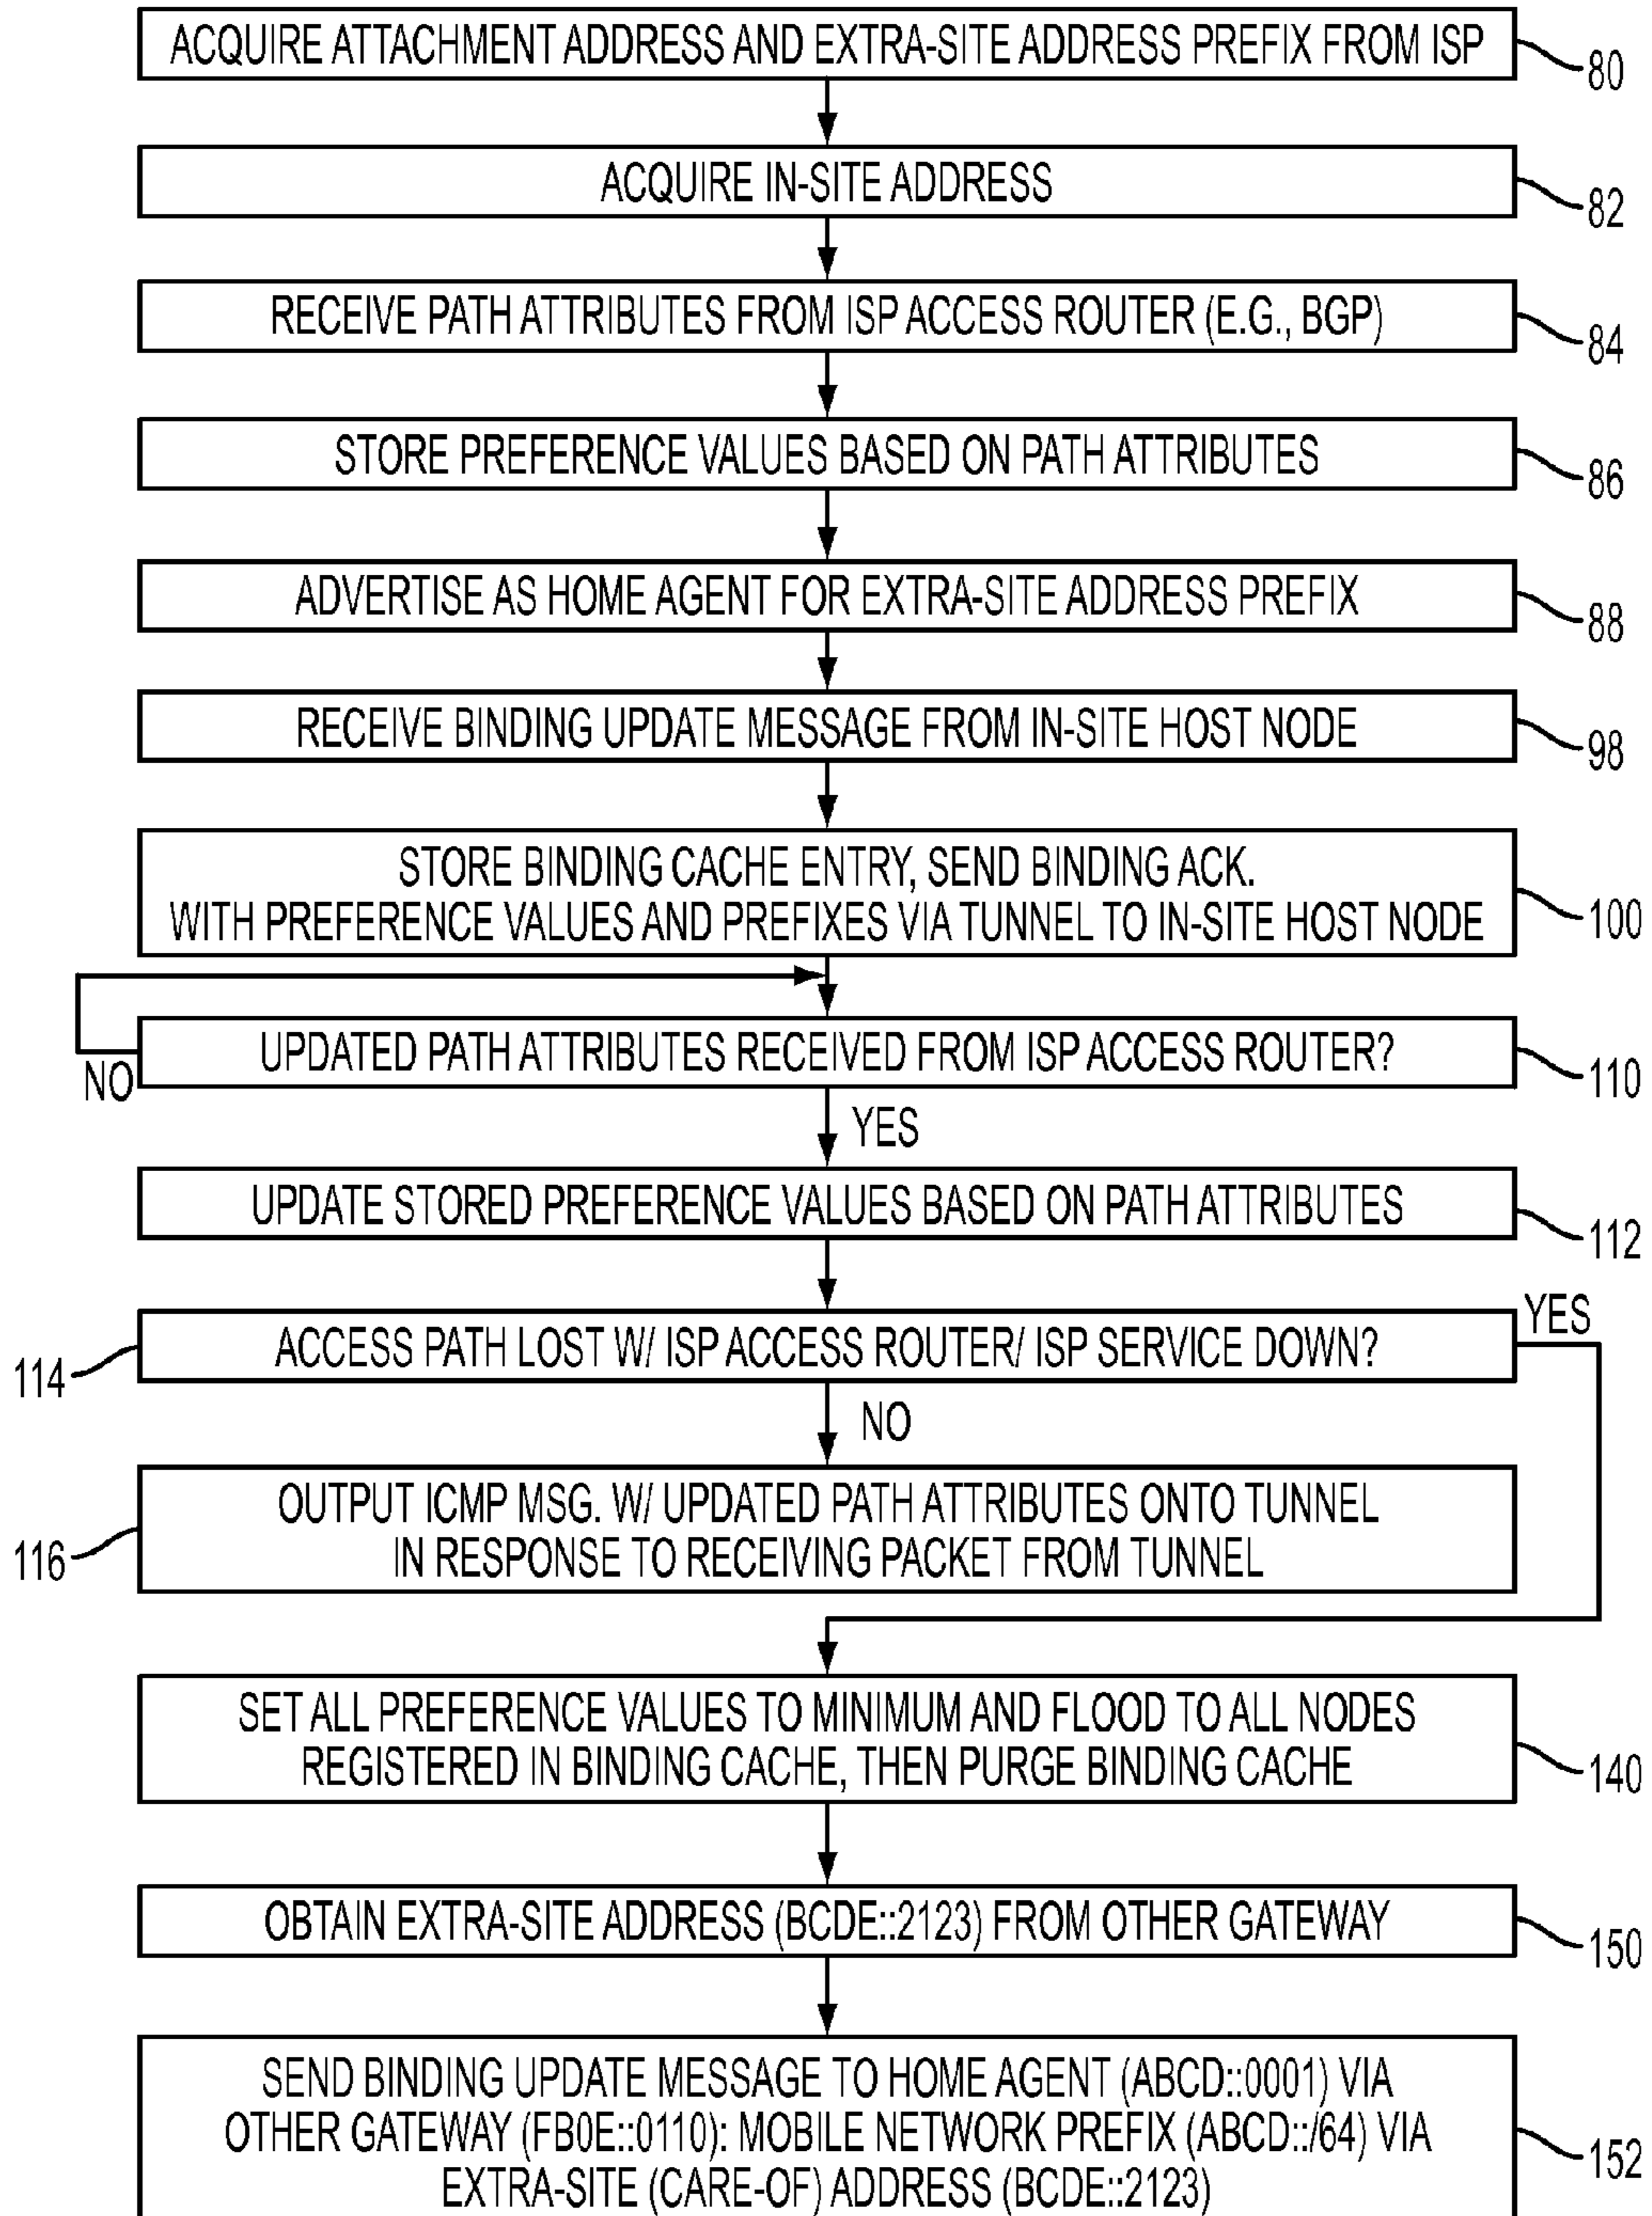 ACQUIRE ATTACHMENT ADDRESS AND EXTRA-SITE ADDRESS PREFIX FROM ISP
80
ACQUIRE IN-SITE ADDRESS
82
RECEIVE PATH ATTRIBUTES FROM ISP ACCESS ROUTER (E.G., BGP)
84
STORE PREFERENCE VALUES BASED ON PATH ATTRIBUTES
86
ADVERTISE AS HOME AGENT FOR EXTRA-SITE ADDRESS PREFIX
88
RECEIVE BINDING UPDATE MESSAGE FROM IN-SITE HOST NODE
98
STORE BINDING CACHE ENTRY, SEND BINDING ACK.
WITH PREFERENCE VALUES AND PREFIXES VIA TUNNEL TO IN-SITE HOST NODE
100
UPDATED PATH ATTRIBUTES RECEIVED FROM ISP ACCESS ROUTER?
NO
110
YES
UPDATE STORED PREFERENCE VALUES BASED ON PATH ATTRIBUTES
112
YES
ACCESS PATH LOST W/ ISP ACCESS ROUTER/ ISP SERVICE DOWN?
114
NO
OUTPUT ICMP MSG. W/ UPDATED PATH ATTRIBUTES ONTO TUNNEL
IN RESPONSE TO RECEIVING PACKET FROM TUNNEL
116
SET ALL PREFERENCE VALUES TO MINIMUM AND FLOOD TO ALL NODES
REGISTERED IN BINDING CACHE, THEN PURGE BINDING CACHE
140
OBTAIN EXTRA-SITE ADDRESS (BCDE::2123) FROM OTHER GATEWAY
150
SEND BINDING UPDATE MESSAGE TO HOME AGENT (ABCD::0001) VIA
OTHER GATEWAY (FB0E::0110): MOBILE NETWORK PREFIX (ABCD::/64) VIA
EXTRA-SITE (CARE-OF) ADDRESS (BCDE::2123)
152